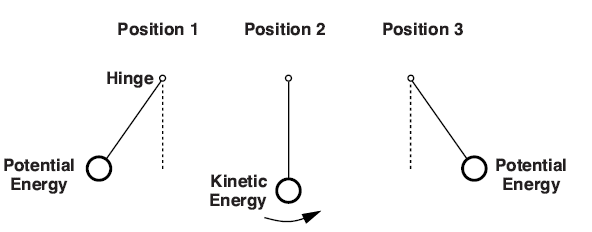 Position 1
Position 2
Position 3
Hinge
Potential
Energy
Kinetic
Energy
Potential
Energy